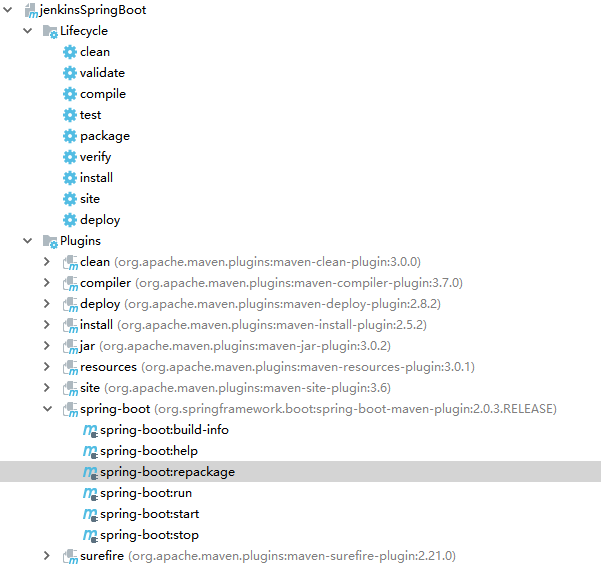 jenkinsSpringBoot
Lifecycle
clean
validate
compile
test
package
verify
install
site
deploy
Plugins
clean (org.apache.maven.plugins:maven-clean-plugin:3.0.0)
compiler (org.apache.maven.plugins:maven-compiler-plugin:3.7.0)
deploy (org.apache.maven.plugins:maven-deploy-plugin:2.8.2)
install (org.apache.maven.plugins:maven-install-plugin:2.5.2)
jar (org.apache.maven.plugins:maven-jar-plugin:3.0.2)
resources (org.apache.maven.plugins:maven-resources-plugin:3.0.1)
site (org.apache.maven.plugins:maven-site-plugin:3.6)
spring-boot (org.springframework.boot:spring-boot-maven-plugin:2.0.3.RELEASE)
spring-boot:build-info
spring-boot:help
spring-boot:repackage
spring-boot:run
spring-boot:start
spring-boot:stop
surefire (org.apache.maven.plugins:maven-surefire-plugin:2.21.0)